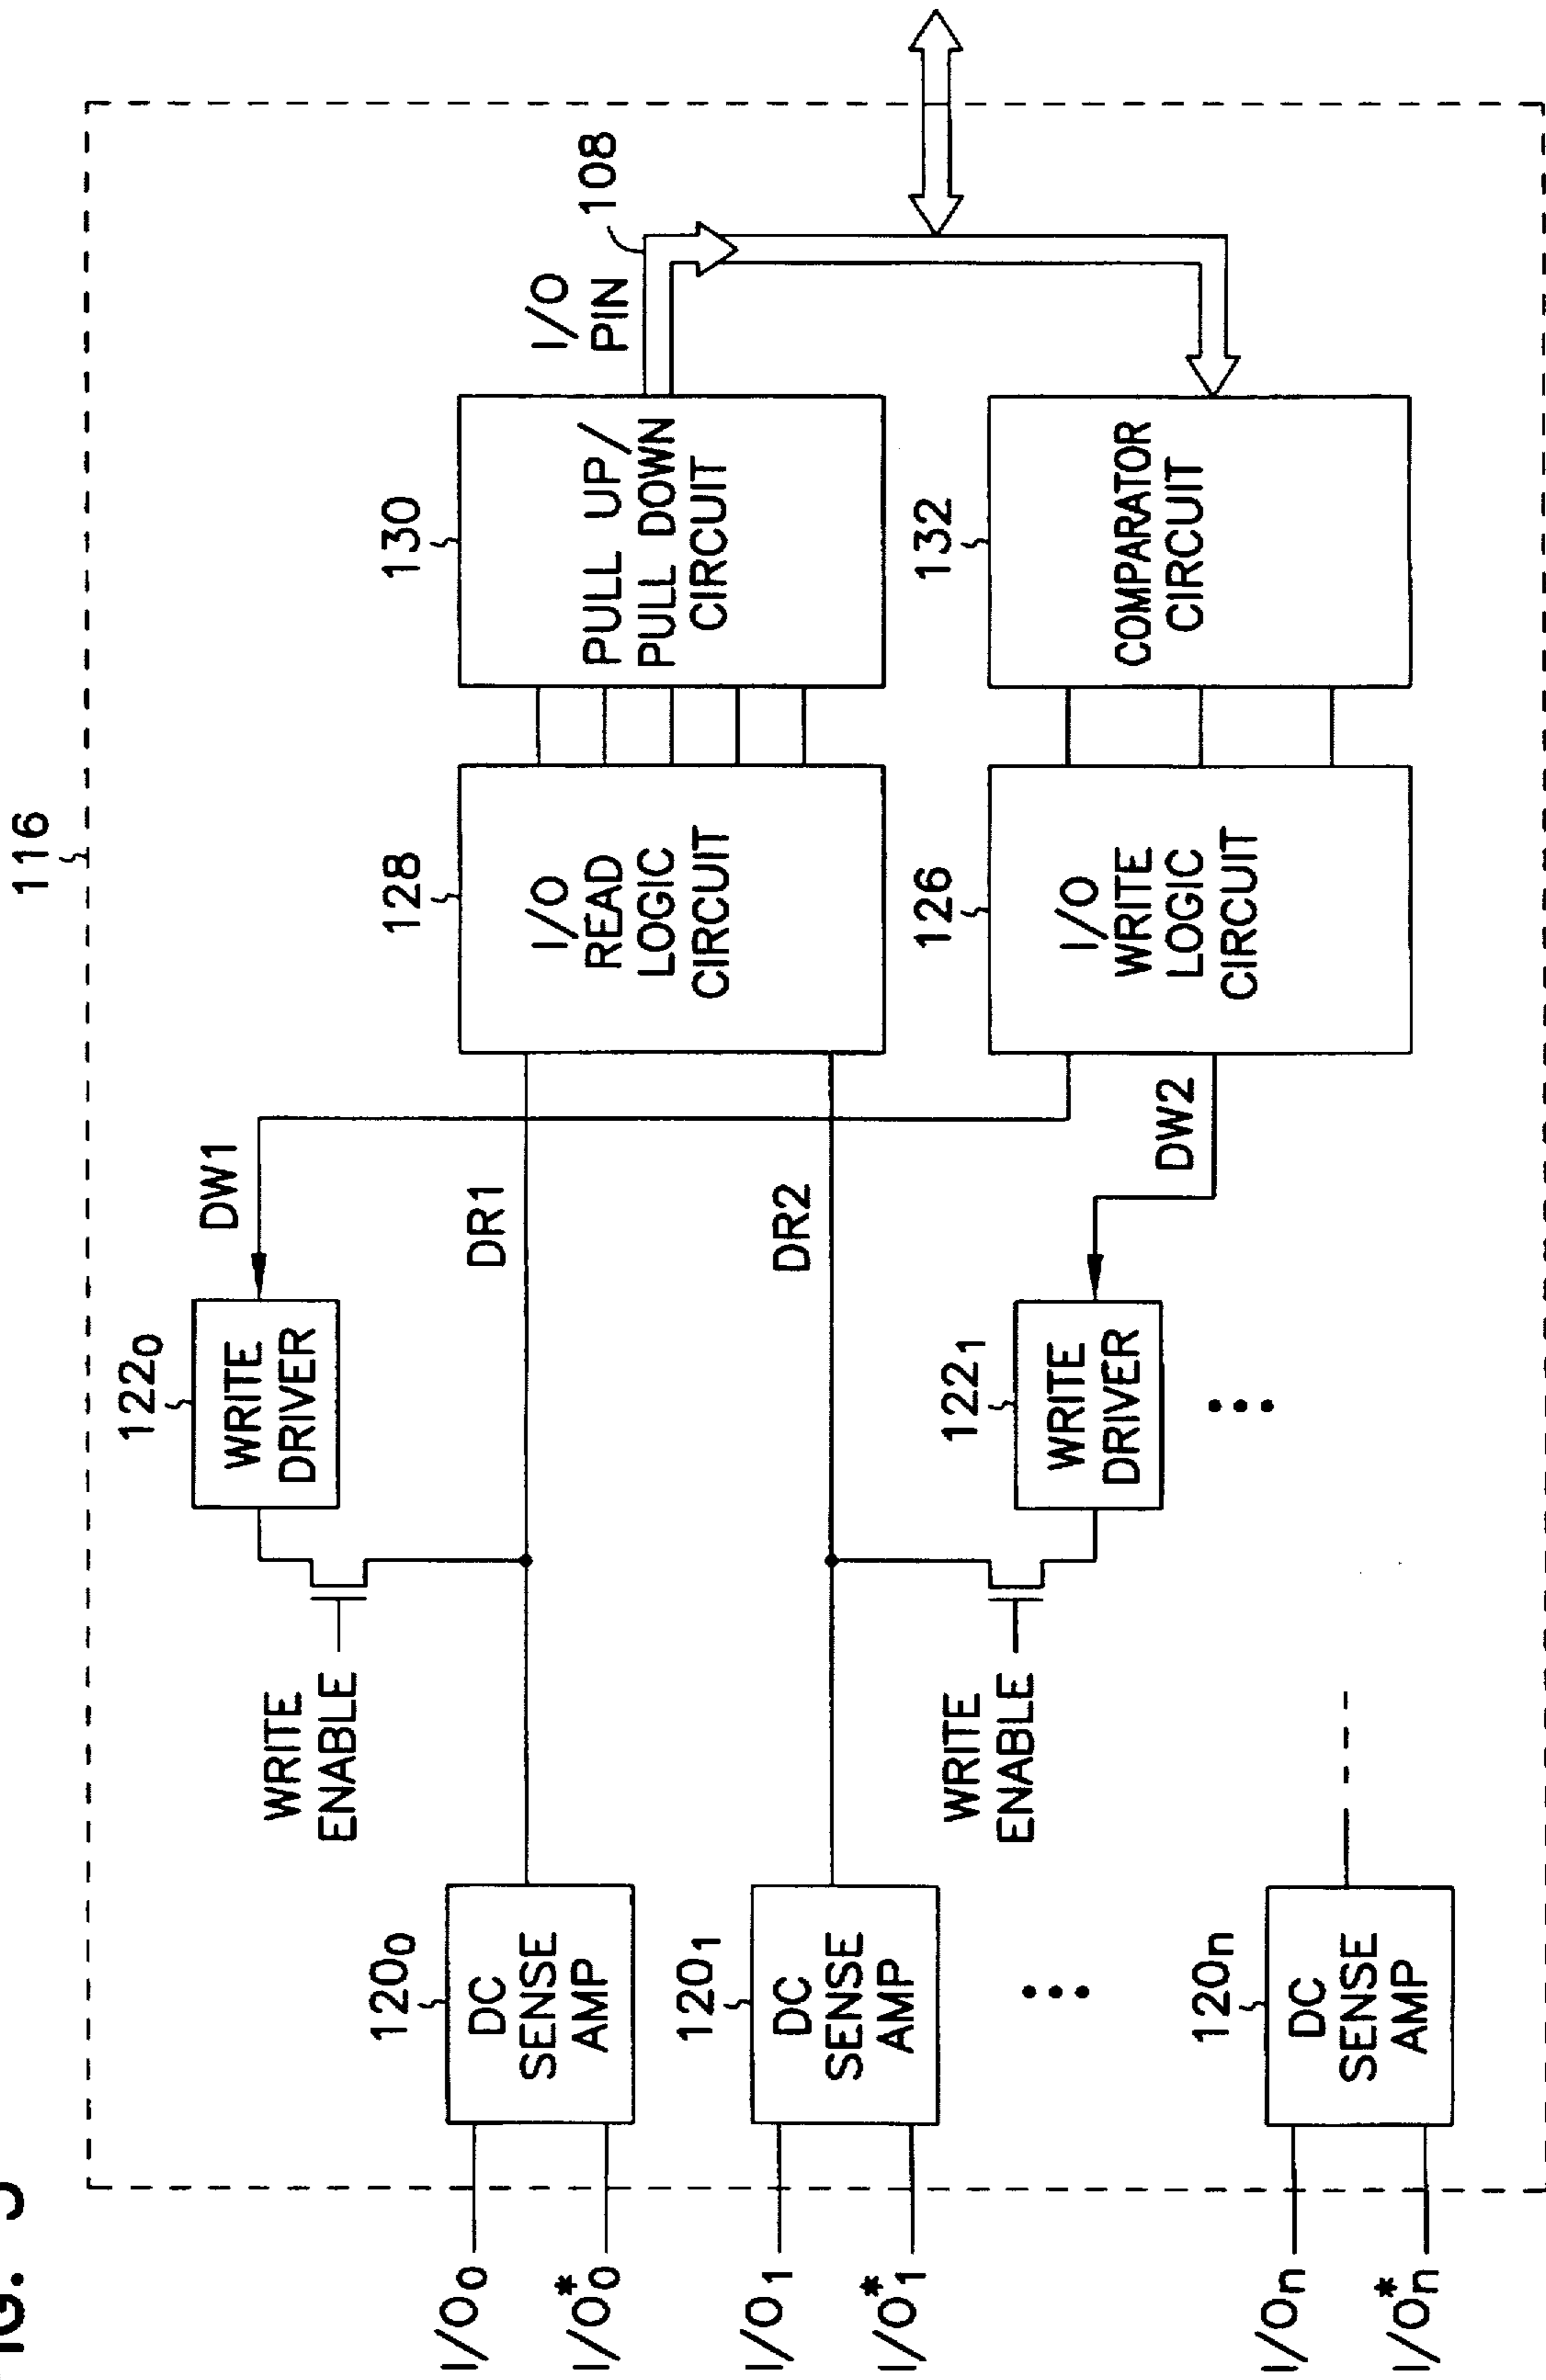 116
122₀
WRITE
DRIVER
DW1
WRITE
ENABLE
120₀
DC
SENSE
AMP
I/O₀
I/O*₀
DR1
128
I/O
READ
LOGIC
CIRCUIT
130
PULL UP/
PULL DOWN
CIRCUIT
I/O
PIN
108
120₁
DC
SENSE
AMP
I/O₁
I/O*₁
DR2
WRITE
ENABLE
122₁
WRITE
DRIVER
DW2
126
I/O
WRITE
LOGIC
CIRCUIT
132
COMPARATOR
CIRCUIT
120ₙ
DC
SENSE
AMP
I/Oₙ
I/O*ₙ